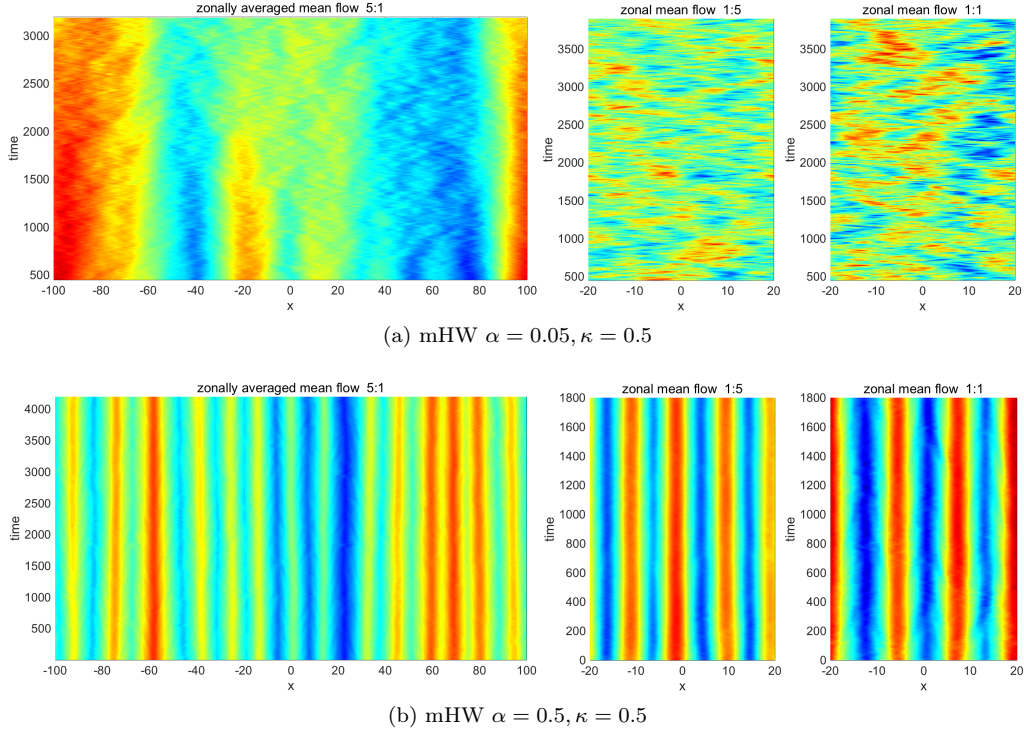 zonally averaged mean flow 5:1
3000
2500
2000
1500
1000
500
time
-100 -80 -60 -40 -20 0 20 40 60 80 100
x
zonal mean flow 1:5
3500
3000
2500
2000
1500
1000
500
time
-20 -10 0 10 20
x
zonal mean flow 1:1
3500
3000
2500
2000
1500
1000
500
time
-20 -10 0 10 20
x
(a) mHW α = 0.05, κ = 0.5
zonally averaged mean flow 5:1
4000
3500
3000
2500
2000
1500
1000
500
time
-100 -80 -60 -40 -20 0 20 40 60 80 100
x
zonal mean flow 1:5
1800
1600
1400
1200
1000
800
600
400
200
0
time
-20 -10 0 10 20
x
zonal mean flow 1:1
1800
1600
1400
1200
1000
800
600
400
200
0
time
-20 -10 0 10 20
x
(b) mHW α = 0.5, κ = 0.5